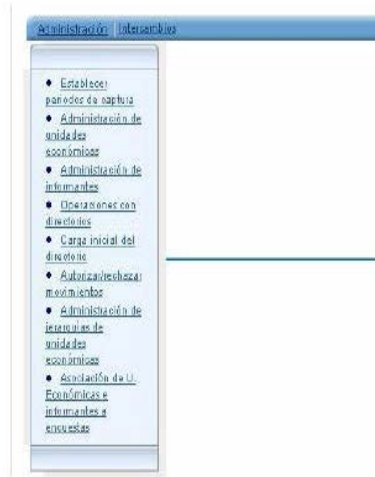 Administración Intercambios
Establecer
periodos de captura
Administración de
unidades
económicas
Administración de
informantes
Operaciones con
directorios
Carga inicial del
directorio
Autorizar/rechazar
movimientos
Administración de
jerarquías de
unidades
económicas
Asociación de U.
Económicas e
informantes a
encuestas